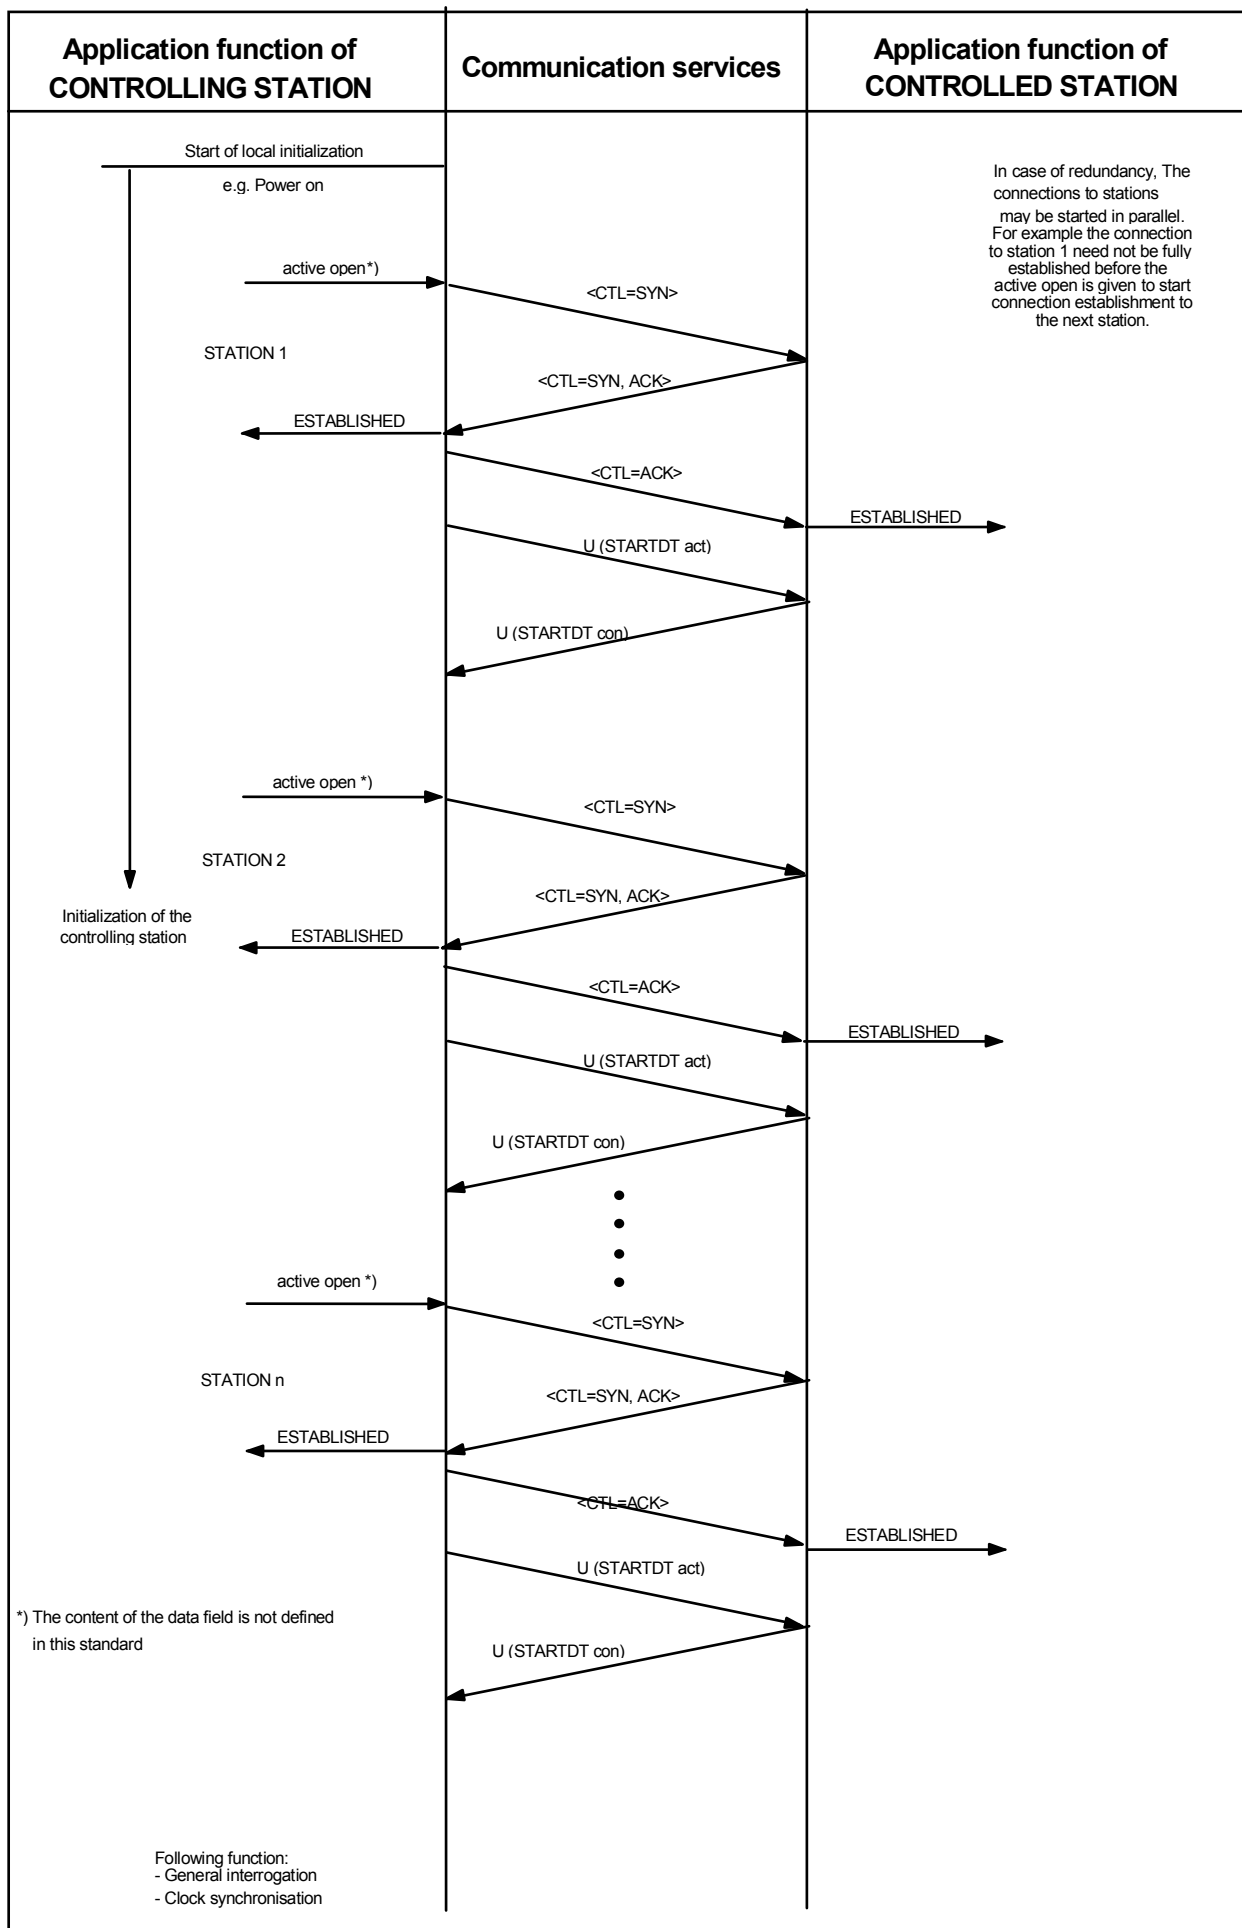 Application function of
CONTROLLING STATION
Communication services
Application function of
CONTROLLED STATION
Start of local initialization
e.g. Power on
In case of redundancy, The
connections to stations
may be started in parallel.
For example the connection
to station 1 need not be fully
established before the
active open is given to start
connection establishment to
the next station.
active open*)
<CTL=SYN>
STATION 1
<CTL=SYN, ACK>
ESTABLISHED
<CTL=ACK>
ESTABLISHED
U (STARTDT act)
U (STARTDT con)
active open *)
<CTL=SYN>
STATION 2
<CTL=SYN, ACK>
Initialization of the
controlling station
ESTABLISHED
<CTL=ACK>
ESTABLISHED
U (STARTDT act)
U (STARTDT con)
active open *)
<CTL=SYN>
STATION n
<CTL=SYN, ACK>
ESTABLISHED
<CTL=ACK>
ESTABLISHED
U (STARTDT act)
*) The content of the data field is not defined
in this standard
U (STARTDT con)
Following function:
- General interrogation
- Clock synchronisation